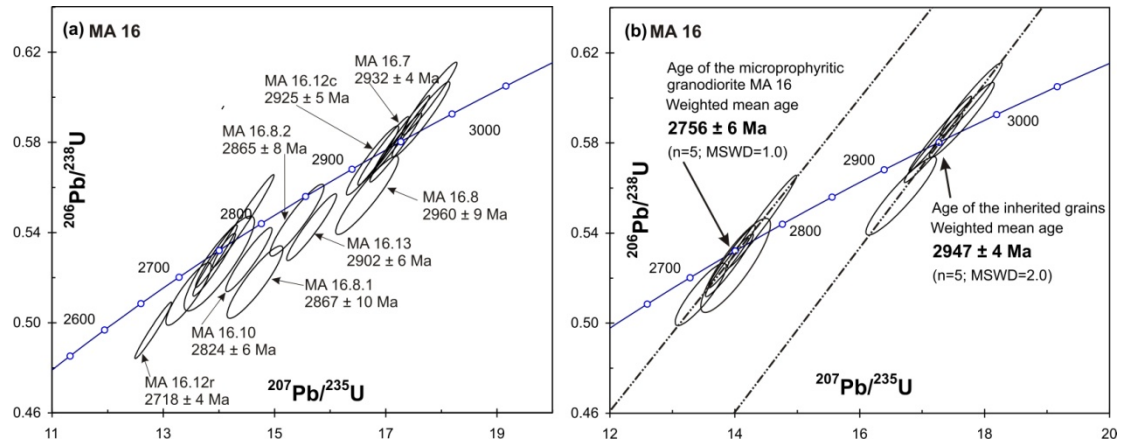 (a) MA 16
0.62
0.58
0.54
0.50
0.46
206Pb/238U
MA 16.7
2932 ± 4 Ma
MA 16.12c
2925 ± 5 Ma
MA 16.8.2
2865 ± 8 Ma
3000
2900
2800
2700
2600
MA 16.8
2960 ± 9 Ma
MA 16.13
2902 ± 6 Ma
MA 16.8.1
2867 ± 10 Ma
MA 16.10
2824 ± 6 Ma
MA 16.12r
2718 ± 4 Ma
207Pb/235U
11 13 15 17 19
(b) MA 16
0.62
0.58
0.54
0.50
0.46
206Pb/238U
Age of the microprophyritic
granodiorite MA 16
Weighted mean age
2756 ± 6 Ma
(n=5; MSWD=1.0)
3000
2900
2800
2700
Age of the inherited grains
Weighted mean age
2947 ± 4 Ma
(n=5; MSWD=2.0)
207Pb/235U
12 14 16 18 20